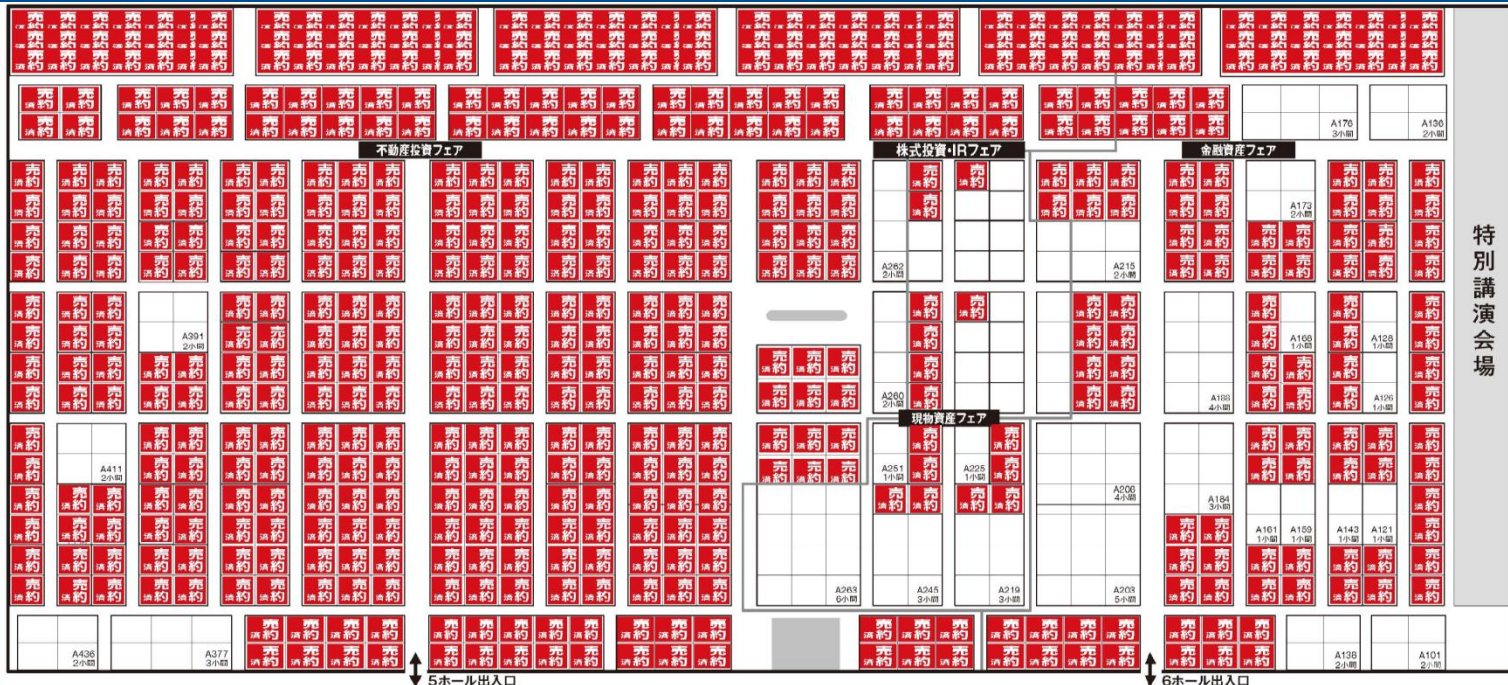 売約済
A176
3小間
A136
2小間
不動産投資フェア
株式投資・IRフェア
金融資産フェア
A173
2小間
A262
2小間
A215
2小間
特別講演会場
A391
2小間
A168
1小間
A128
1小間
A260
2小間
A188
4小間
A126
1小間
現物資産フェア
A411
2小間
A251
1小間
A225
1小間
A206
4小間
A184
3小間
A161
1小間
A159
1小間
A143
1小間
A121
1小間
A263
6小間
A245
3小間
A219
3小間
A203
5小間
A436
2小間
A377
3小間
A138
2小間
A101
2小間
5ホール出入口
6ホール出入口